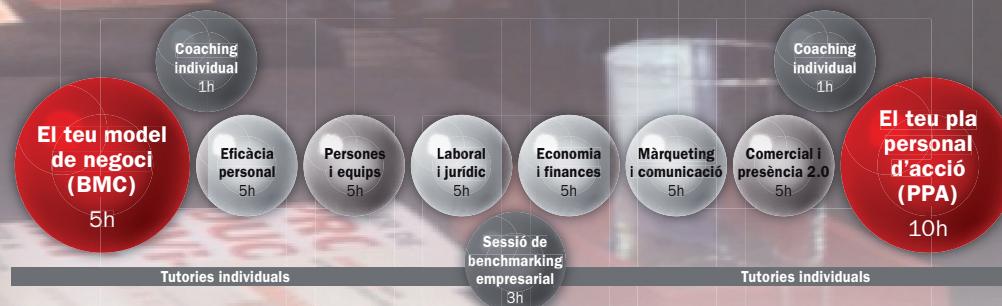 Coaching
individual
1h
Coaching
individual
1h
El teu model
de negoci
(BMC)
5h
Eficàcia
personal
5h
Persones
i equips
5h
Laboral
i jurídic
5h
Economia
i finances
5h
Màrqueting
i comunicació
5h
Comercial i
presència 2.0
5h
El teu pla
personal
d'acció
(PPA)
10h
Tutories individuals
Sessió de
benchmarking
empresarial
3h
Tutories individuals